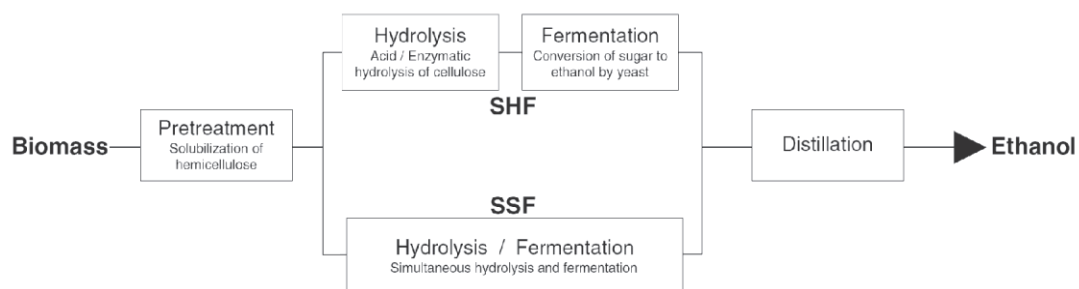 Biomass
Pretreatment
Solubilization of
hemicellulose
Hydrolysis
Acid / Enzymatic
hydrolysis of cellulose
Fermentation
Conversion of sugar to
ethanol by yeast
SHF
SSF
Hydrolysis / Fermentation
Simultaneous hydrolysis and fermentation
Distillation
Ethanol